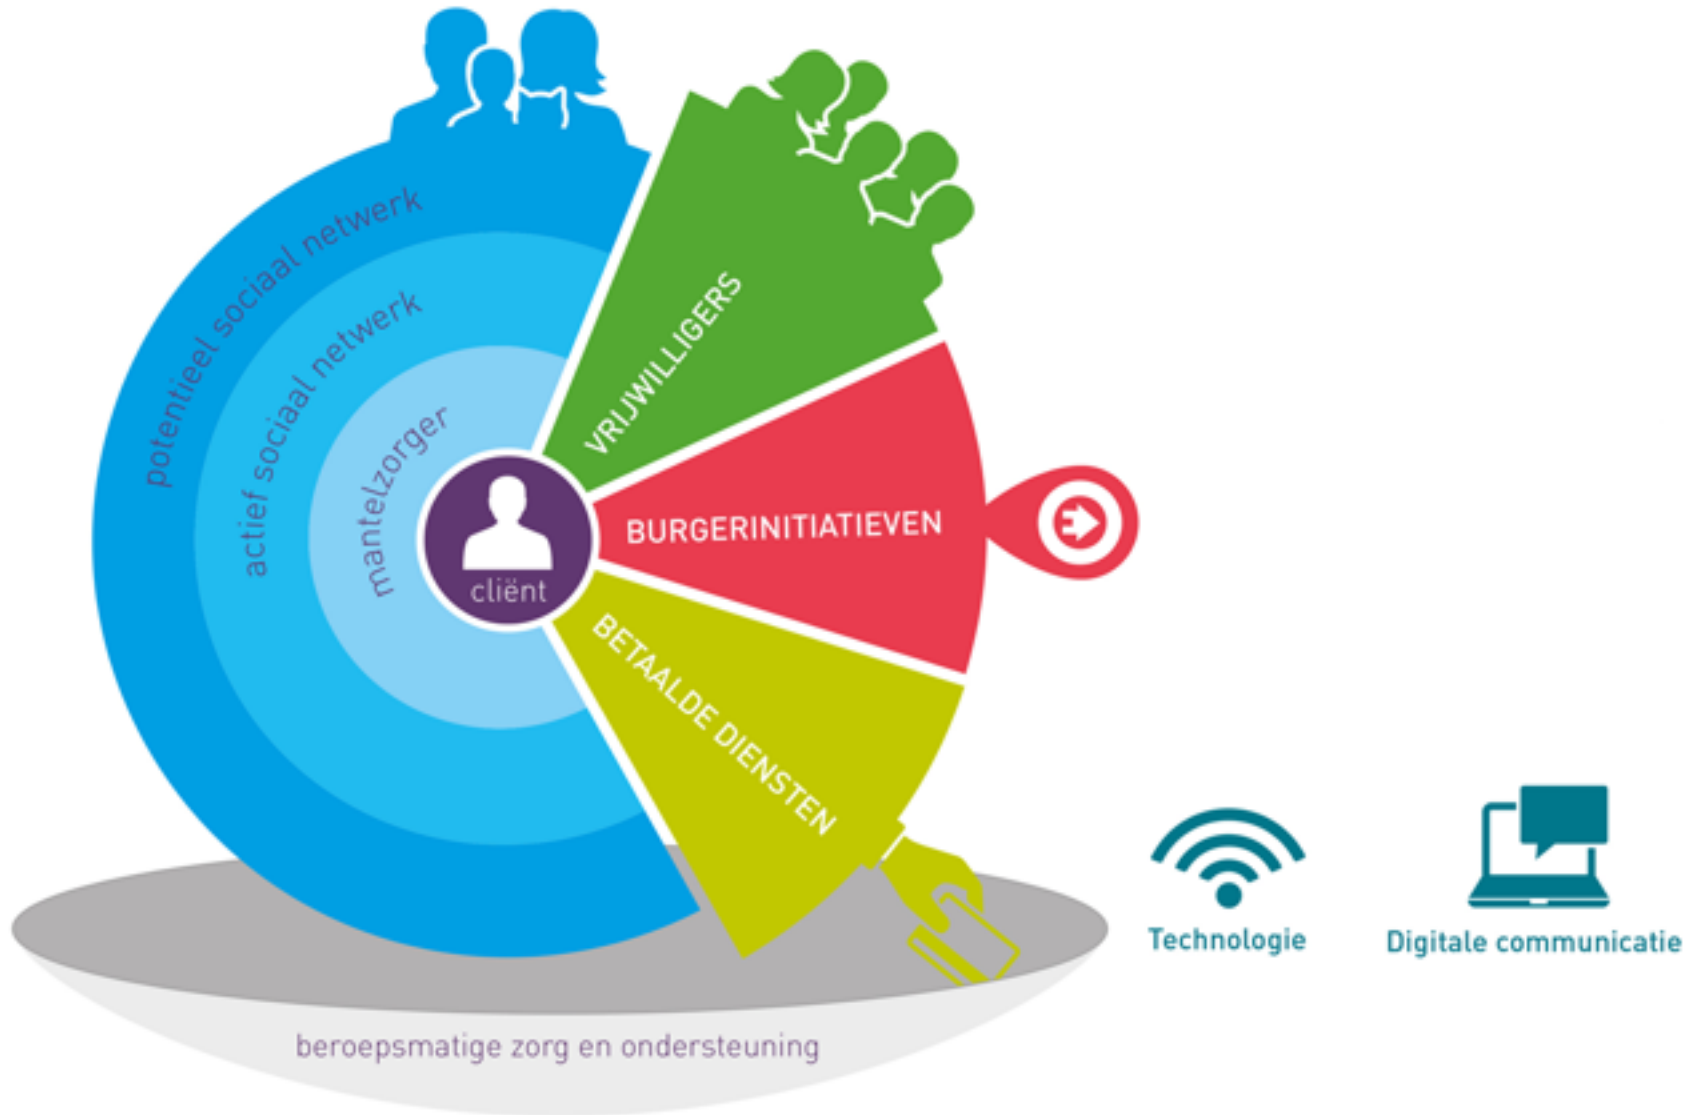 potentieel sociaal netwerk
actief sociaal netwerk
mantelzorger
cliënt
VRIJWILLIGERS
BURGERINITIATIEVEN
BETAALDE DIENSTEN
Technologie
Digitale communicatie
beroepsmatige zorg en ondersteuning